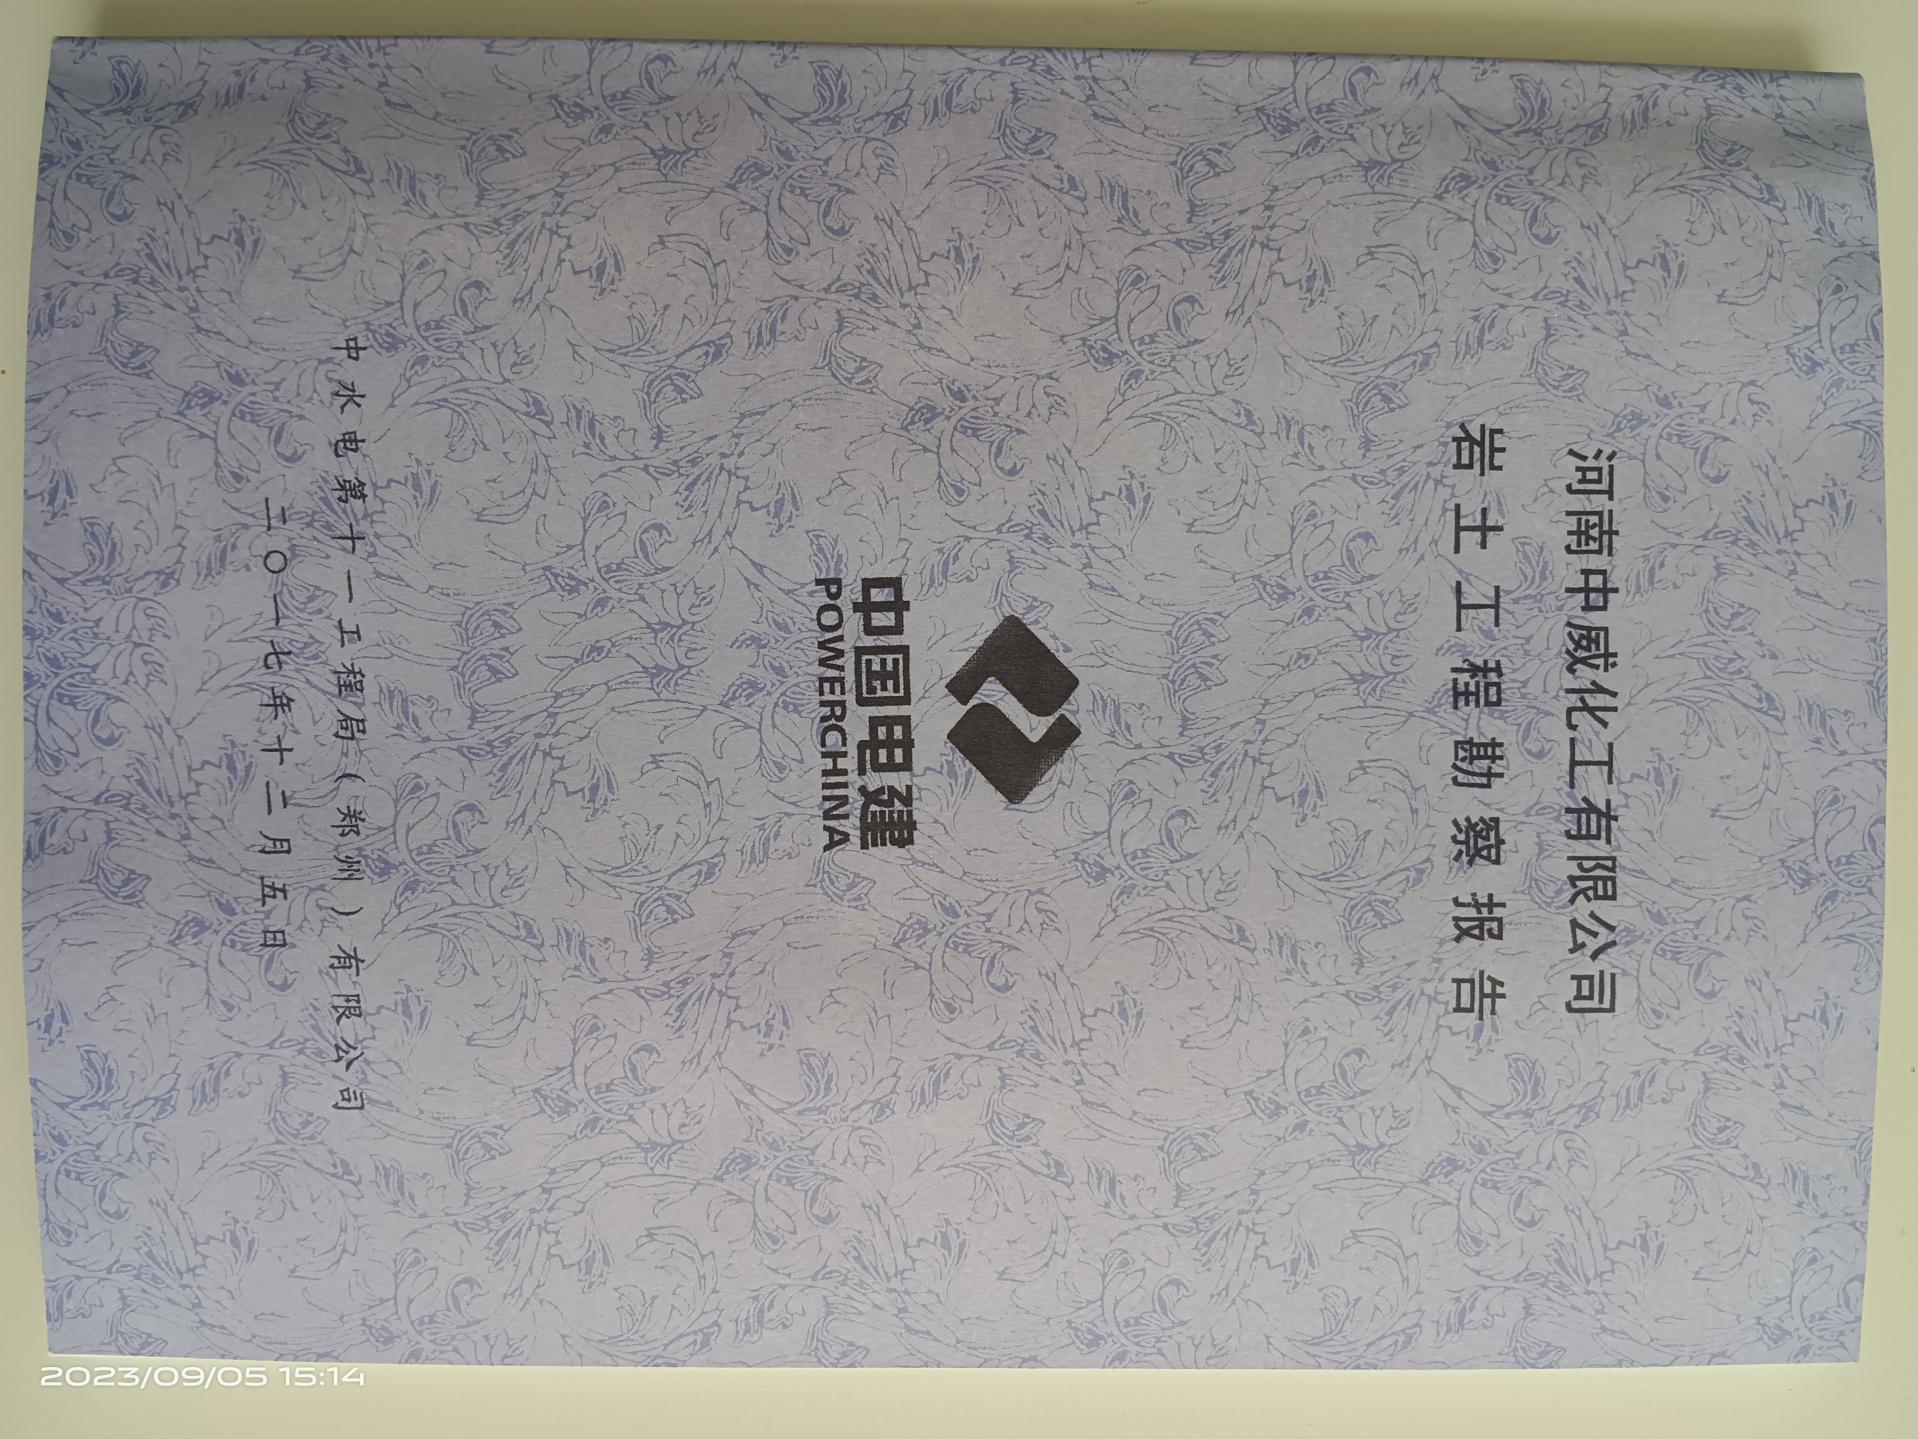 河南中威化工有限公司
岩土工程勘察报告
中国电建
POWERCHINA
中水电第十一工程局（郑州）有限公司
二〇一七年十二月五日
2023/09/05 15:14